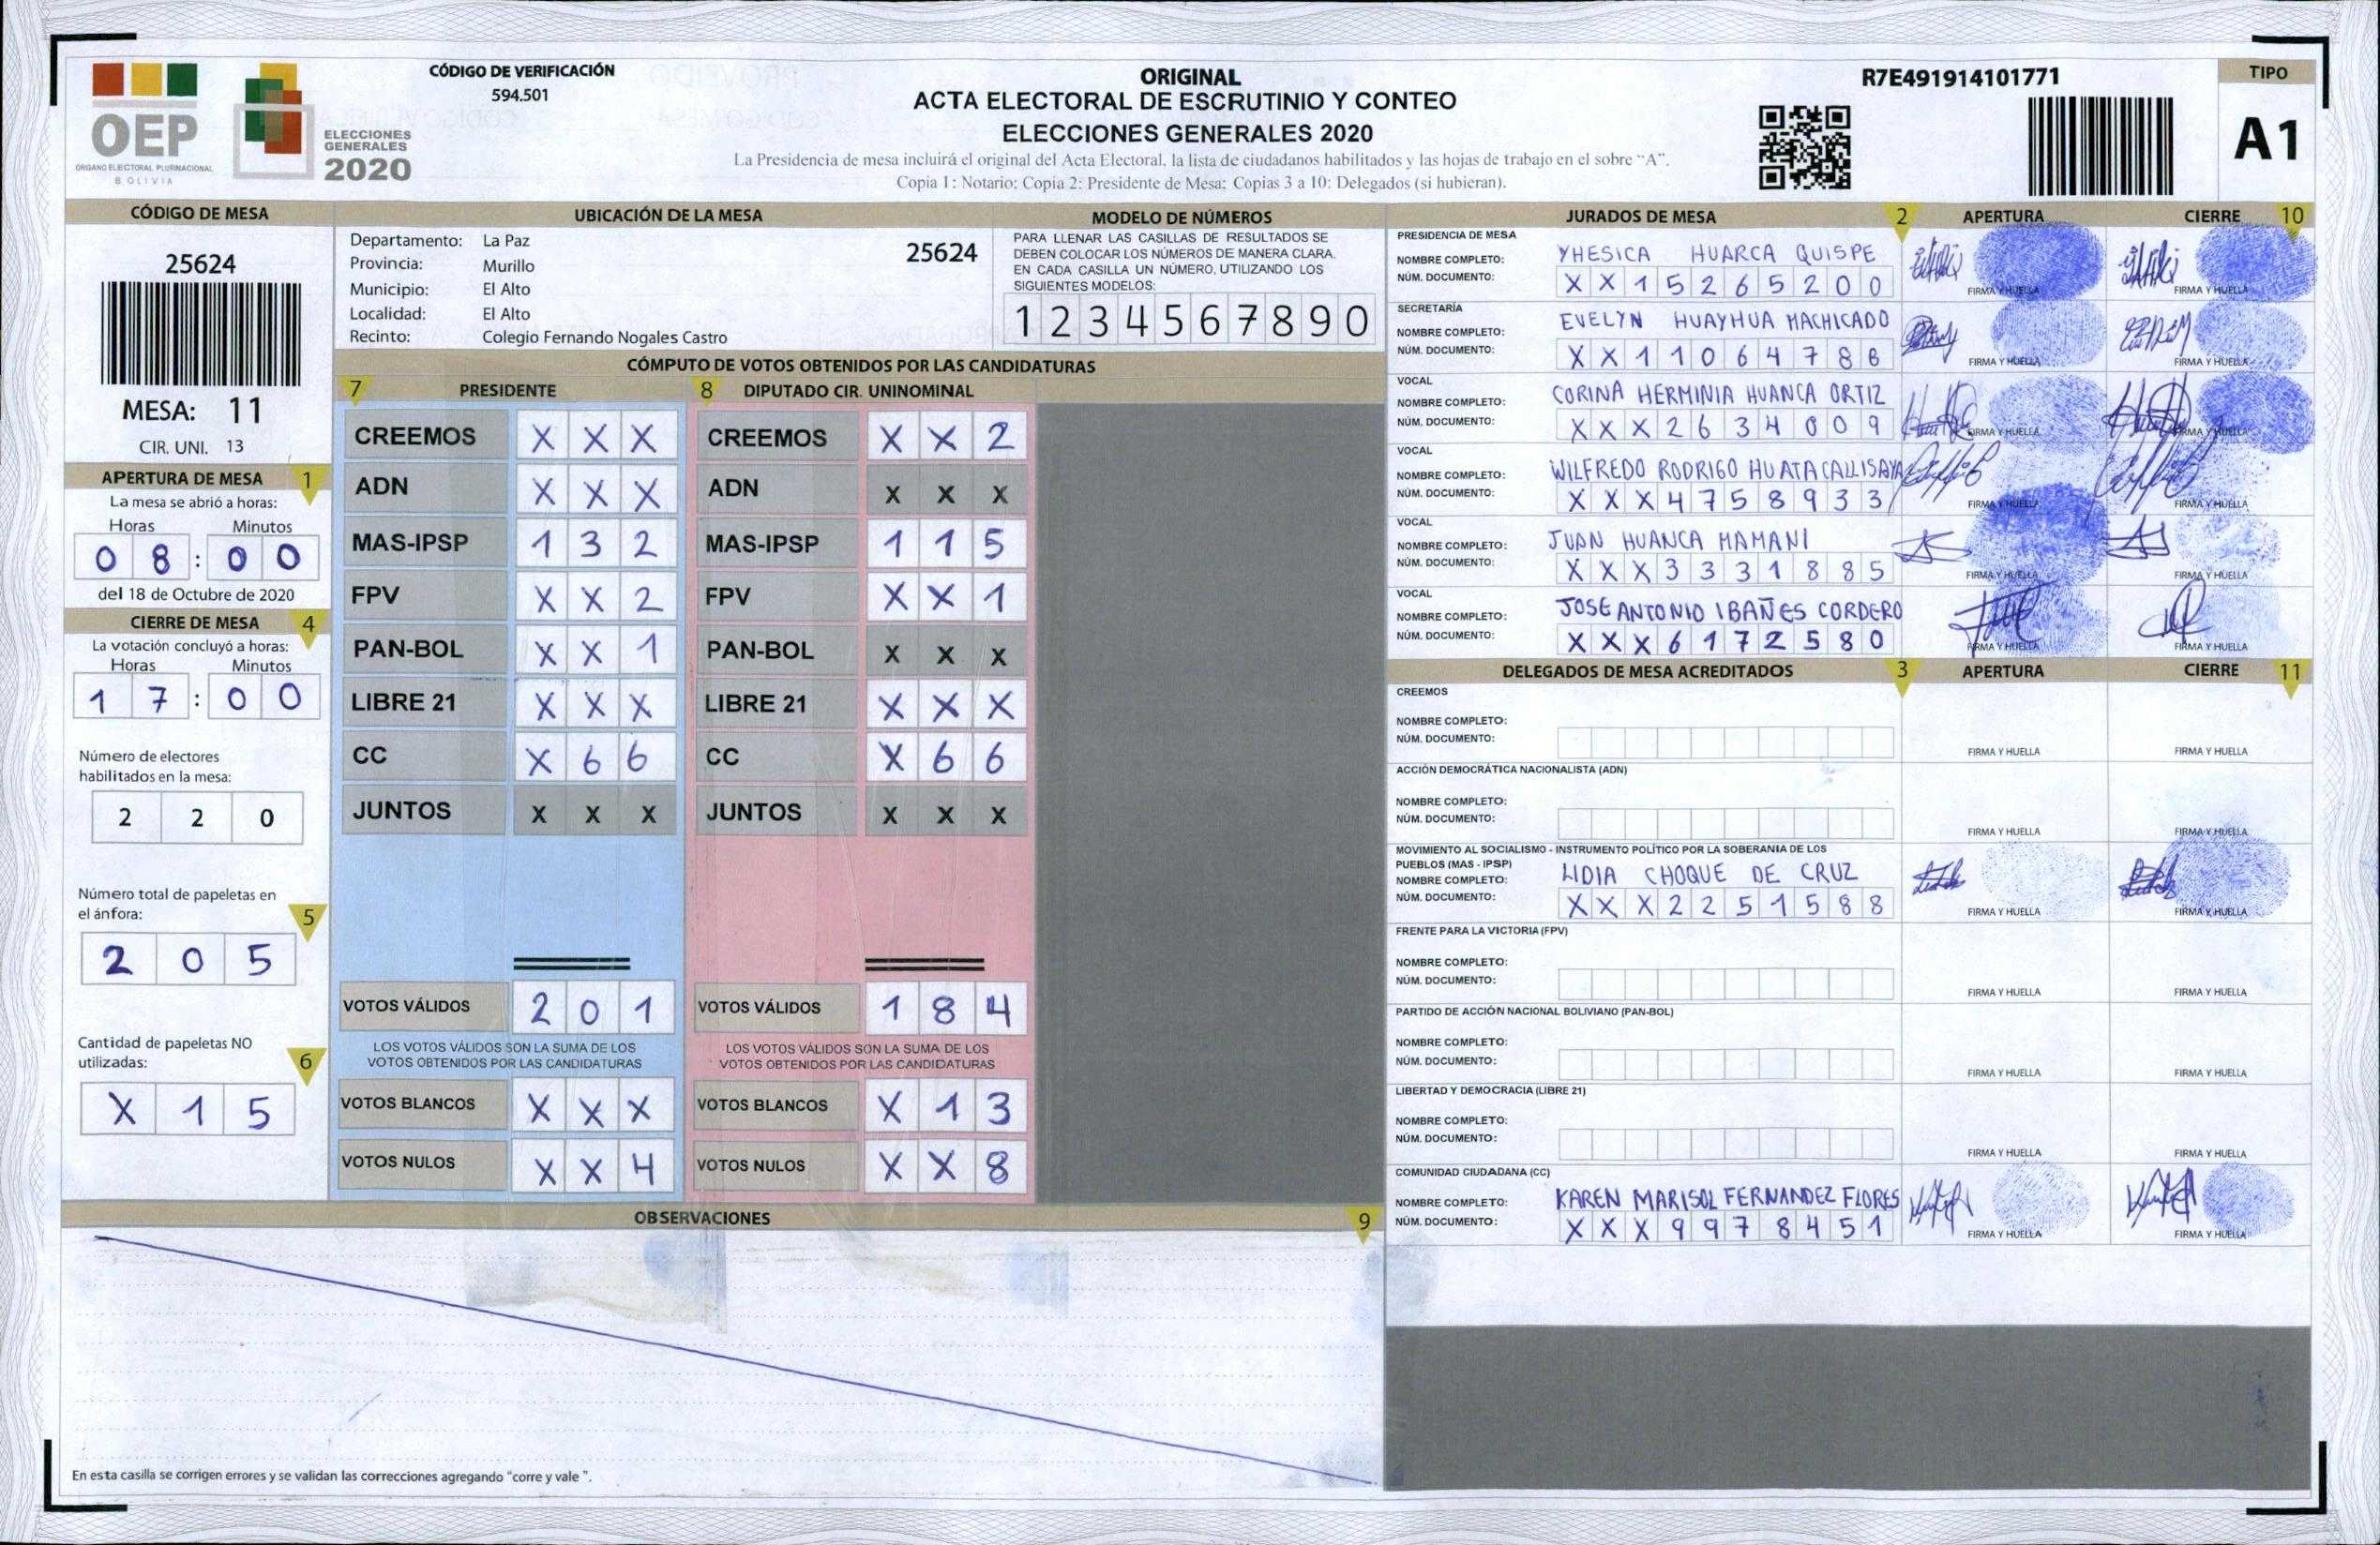 OEP
ORGANO ELECTORAL PLURINACIONAL
BOLIVIA
ELECCIONES
GENERALES
2020
CÓDIGO DE VERIFICACIÓN
594.501
ORIGINAL
ACTA ELECTORAL DE ESCRUTINIO Y CONTEO
ELECCIONES GENERALES 2020
La Presidencia de mesa incluirá el original del Acta Electoral, la lista de ciudadanos habilitados y las hojas de trabajo en el sobre "A".
Copia 1: Notario; Copia 2: Presidente de Mesa; Copias 3 a 10: Delegados (si hubieran).
R7E491914101771
TIPO
A1
CÓDIGO DE MESA
25624
MESA: 11
CIR. UNI. 13
APERTURA DE MESA 1
La mesa se abrió a horas:
Horas Minutos
0 8 : 0 0
del 18 de Octubre de 2020
CIERRE DE MESA 4
La votación concluyó a horas:
Horas Minutos
1 7 : 0 0
Número de electores
habilitados en la mesa:
2 2 0
Número total de papeletas en
el ánfora: 5
2 0 5
Cantidad de papeletas NO
utilizadas: 6
X 1 5
UBICACIÓN DE LA MESA
Departamento: La Paz
Provincia: Murillo
Municipio: El Alto
Localidad: El Alto
Recinto: Colegio Fernando Nogales Castro
25624
MODELO DE NÚMEROS
PARA LLENAR LAS CASILLAS DE RESULTADOS SE
DEBEN COLOCAR LOS NÚMEROS DE MANERA CLARA.
EN CADA CASILLA UN NÚMERO, UTILIZANDO LOS
SIGUIENTES MODELOS:
1 2 3 4 5 6 7 8 9 0
CÓMPUTO DE VOTOS OBTENIDOS POR LAS CANDIDATURAS
7 PRESIDENTE
CREEMOS X X X
ADN X X X
MAS-IPSP 1 3 2
FPV X X 2
PAN-BOL X X 1
LIBRE 21 X X X
CC X 6 6
JUNTOS X X X
VOTOS VÁLIDOS 2 0 1
LOS VOTOS VÁLIDOS SON LA SUMA DE LOS
VOTOS OBTENIDOS POR LAS CANDIDATURAS
VOTOS BLANCOS X X X
VOTOS NULOS X X 4
8 DIPUTADO CIR. UNINOMINAL
CREEMOS X X 2
ADN X X X
MAS-IPSP 1 1 5
FPV X X 1
PAN-BOL X X X
LIBRE 21 X X X
CC X 6 6
JUNTOS X X X
VOTOS VÁLIDOS 1 8 4
LOS VOTOS VÁLIDOS SON LA SUMA DE LOS
VOTOS OBTENIDOS POR LAS CANDIDATURAS
VOTOS BLANCOS X 1 3
VOTOS NULOS X X 8
OBSERVACIONES 9
En esta casilla se corrigen errores y se validan las correcciones agregando "corre y vale ".
JURADOS DE MESA 2 APERTURA CIERRE 10
PRESIDENCIA DE MESA
NOMBRE COMPLETO: YHESICA HUARCA QUISPE
NÚM. DOCUMENTO: X X 1 5 2 6 5 2 0 0
FIRMA Y HUELLA FIRMA Y HUELLA
SECRETARÍA
NOMBRE COMPLETO: EVELYN HUAYHUA MACHICADO
NÚM. DOCUMENTO: X X 1 1 0 6 4 7 8 6
FIRMA Y HUELLA FIRMA Y HUELLA
VOCAL
NOMBRE COMPLETO: CORINA HERMINIA HUANCA ORTIZ
NÚM. DOCUMENTO: X X X 2 6 3 4 0 0 9
FIRMA Y HUELLA FIRMA Y HUELLA
VOCAL
NOMBRE COMPLETO: WILFREDO RODRIGO HUATA CALLISAYA
NÚM. DOCUMENTO: X X X 4 7 5 8 9 3 3
FIRMA Y HUELLA FIRMA Y HUELLA
VOCAL
NOMBRE COMPLETO: JUAN HUANCA MAMANI
NÚM. DOCUMENTO: X X X 3 3 3 1 8 8 5
FIRMA Y HUELLA FIRMA Y HUELLA
VOCAL
NOMBRE COMPLETO: JOSE ANTONIO IBAÑES CORDERO
NÚM. DOCUMENTO: X X X 6 1 7 2 5 8 0
FIRMA Y HUELLA FIRMA Y HUELLA
DELEGADOS DE MESA ACREDITADOS 3 APERTURA CIERRE 11
CREEMOS
NOMBRE COMPLETO:
NÚM. DOCUMENTO:
FIRMA Y HUELLA FIRMA Y HUELLA
ACCIÓN DEMOCRÁTICA NACIONALISTA (ADN)
NOMBRE COMPLETO:
NÚM. DOCUMENTO:
FIRMA Y HUELLA FIRMA Y HUELLA
MOVIMIENTO AL SOCIALISMO - INSTRUMENTO POLÍTICO POR LA SOBERANIA DE LOS
PUEBLOS (MAS - IPSP)
NOMBRE COMPLETO: LIDIA CHOQUE DE CRUZ
NÚM. DOCUMENTO: X X X 2 2 5 1 5 8 8
FIRMA Y HUELLA FIRMA Y HUELLA
FRENTE PARA LA VICTORIA (FPV)
NOMBRE COMPLETO:
NÚM. DOCUMENTO:
FIRMA Y HUELLA FIRMA Y HUELLA
PARTIDO DE ACCIÓN NACIONAL BOLIVIANO (PAN-BOL)
NOMBRE COMPLETO:
NÚM. DOCUMENTO:
FIRMA Y HUELLA FIRMA Y HUELLA
LIBERTAD Y DEMOCRACIA (LIBRE 21)
NOMBRE COMPLETO:
NÚM. DOCUMENTO:
FIRMA Y HUELLA FIRMA Y HUELLA
COMUNIDAD CIUDADANA (CC)
NOMBRE COMPLETO: KAREN MARISOL FERNANDEZ FLORES
NÚM. DOCUMENTO: X X X 9 9 7 8 4 5 1
FIRMA Y HUELLA FIRMA Y HUELLA